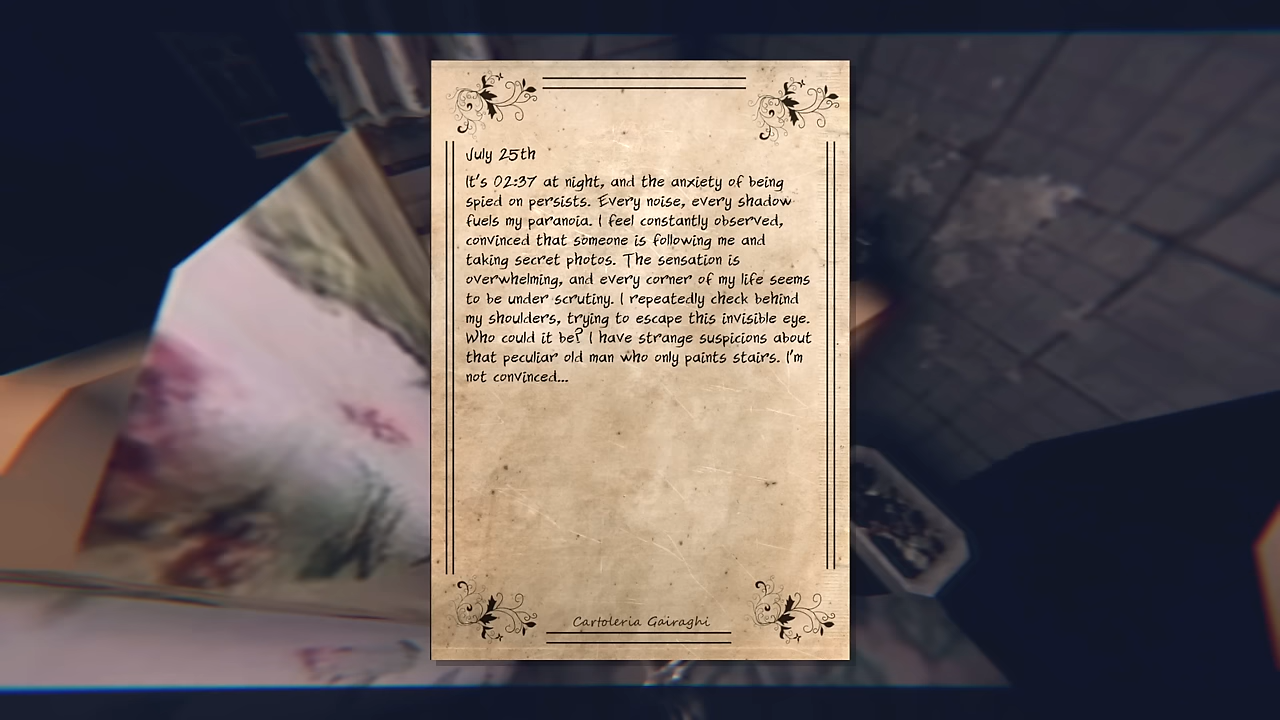 July 25th
It's 02:37 at night, and the anxiety of being
spied on persists. Every noise, every shadow
fuels my paranoia. I feel constantly observed,
convinced that someone is following me and
taking secret photos. The sensation is
overwhelming, and every corner of my life seems
to be under scrutiny. I repeatedly check behind
my shoulders, trying to escape this invisible eye.
Who could it be? I have strange suspicions about
that peculiar old man who only paints stairs. I'm
not convinced...
Cartoleria Gairaghi